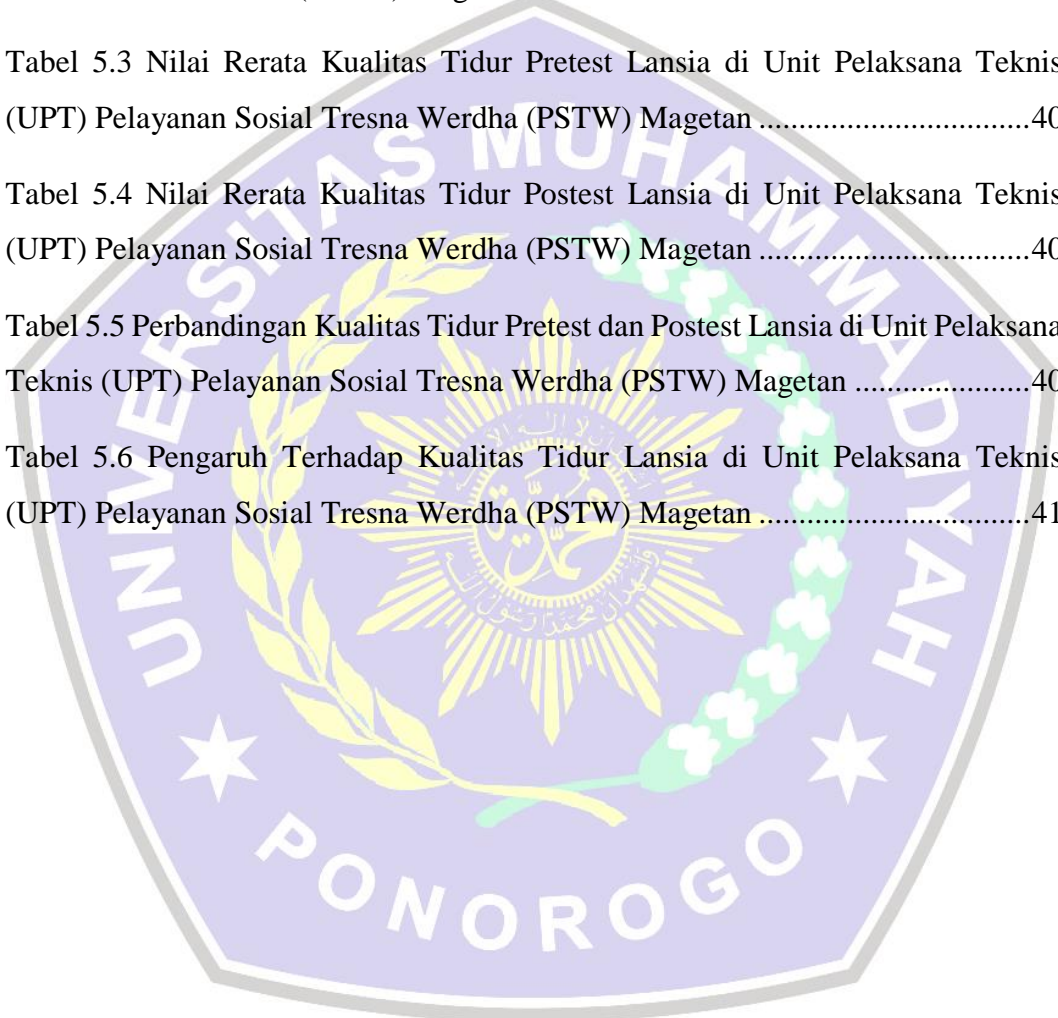 Tabel 5.3 Nilai Rerata Kualitas Tidur Pretest Lansia di Unit Pelaksana Teknis
(UPT) Pelayanan Sosial Tresna Werdha (PSTW) Magetan ..................................40
Tabel 5.4 Nilai Rerata Kualitas Tidur Postest Lansia di Unit Pelaksana Teknis
(UPT) Pelayanan Sosial Tresna Werdha (PSTW) Magetan ..................................40
Tabel 5.5 Perbandingan Kualitas Tidur Pretest dan Postest Lansia di Unit Pelaksana
Teknis (UPT) Pelayanan Sosial Tresna Werdha (PSTW) Magetan ......................40
Tabel 5.6 Pengaruh Terhadap Kualitas Tidur Lansia di Unit Pelaksana Teknis
(UPT) Pelayanan Sosial Tresna Werdha (PSTW) Magetan ..................................41
UNIVERSITAS MUHAMMADIYAH
PONOROGO